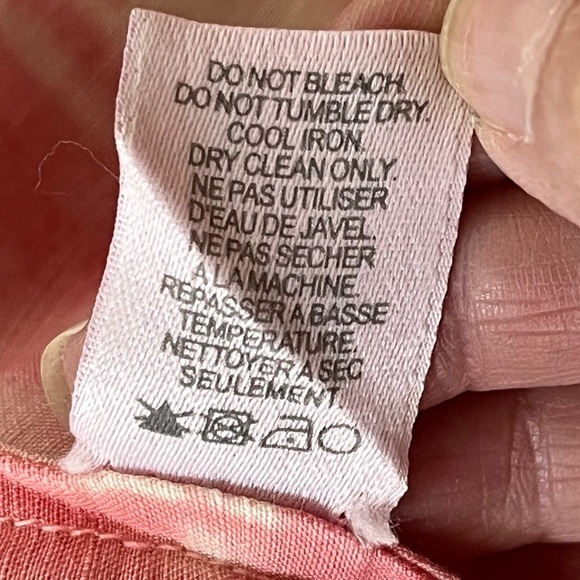 DO NOT BLEACH.
DO NOT TUMBLE DRY.
COOL IRON.
DRY CLEAN ONLY.
NE PAS UTILISER
D'EAU DE JAVEL
NE PAS SECHER
A LA MACHINE
REPASSER A BASSE
TEMPERATURE
NETTOYER A SEC
SEULEMENT